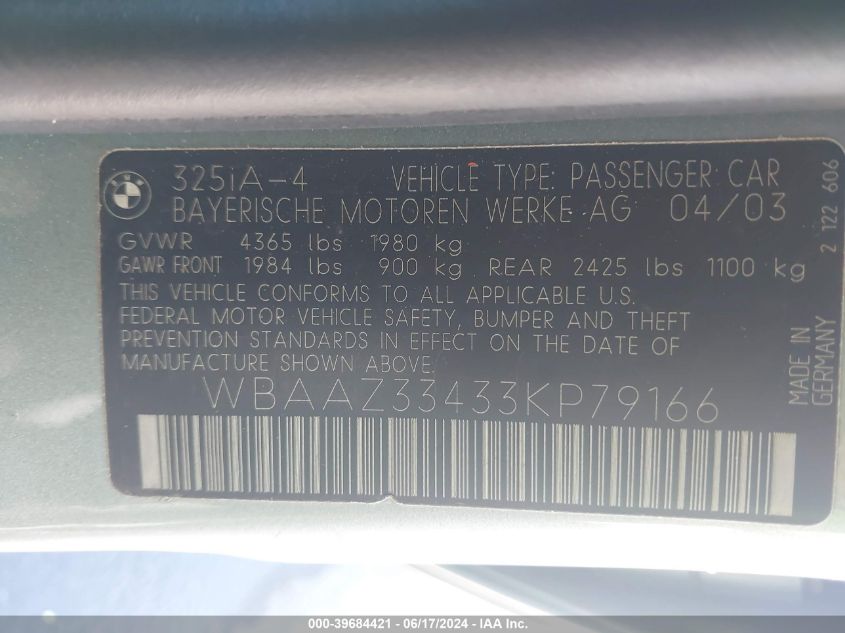 BMW
325iA-4 VEHICLE TYPE: PASSENGER CAR
BAYERISCHE MOTOREN WERKE AG 04/03
GVWR 4365 lbs 1980 kg
GAWR FRONT 1984 lbs 900 kg REAR 2425 lbs 1100 kg
THIS VEHICLE CONFORMS TO ALL APPLICABLE U.S.
FEDERAL MOTOR VEHICLE SAFETY, BUMPER AND THEFT
PREVENTION STANDARDS IN EFFECT ON THE DATE OF
MANUFACTURE SHOWN ABOVE:
WBAAZ33433KP79166
MADE IN
GERMANY
2 122 606
000-39684421 - 06/17/2024 - IAA Inc.